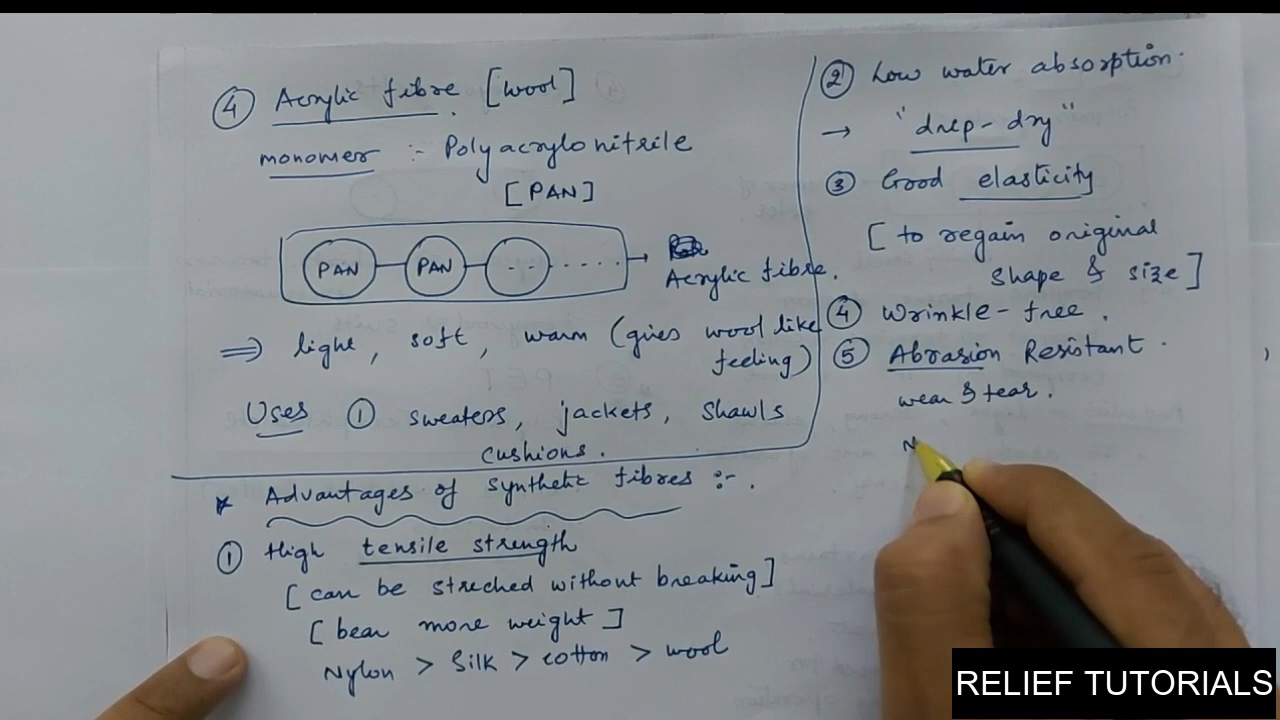 ④ Acrylic fibre [Wool]
monomer :- Polyacrylonitrile
[PAN]
PAN PAN .. .....
Acrylic fibre.
⇒ light, soft, warm (gives wool like
feeling)
Uses ① sweaters, jackets, shawls
cushions.
* Advantages of synthetic fibres :-.
① High tensile strength
[can be streched without breaking]
[bear more weight]
Nylon > Silk > cotton > wool
② Low water absorption.
→ "drip-dry"
③ Good elasticity
[to regain original
shape & size]
④ Wrinkle-free.
⑤ Abrasion Resistant.
wear & tear.
N
RELIEF TUTORIALS